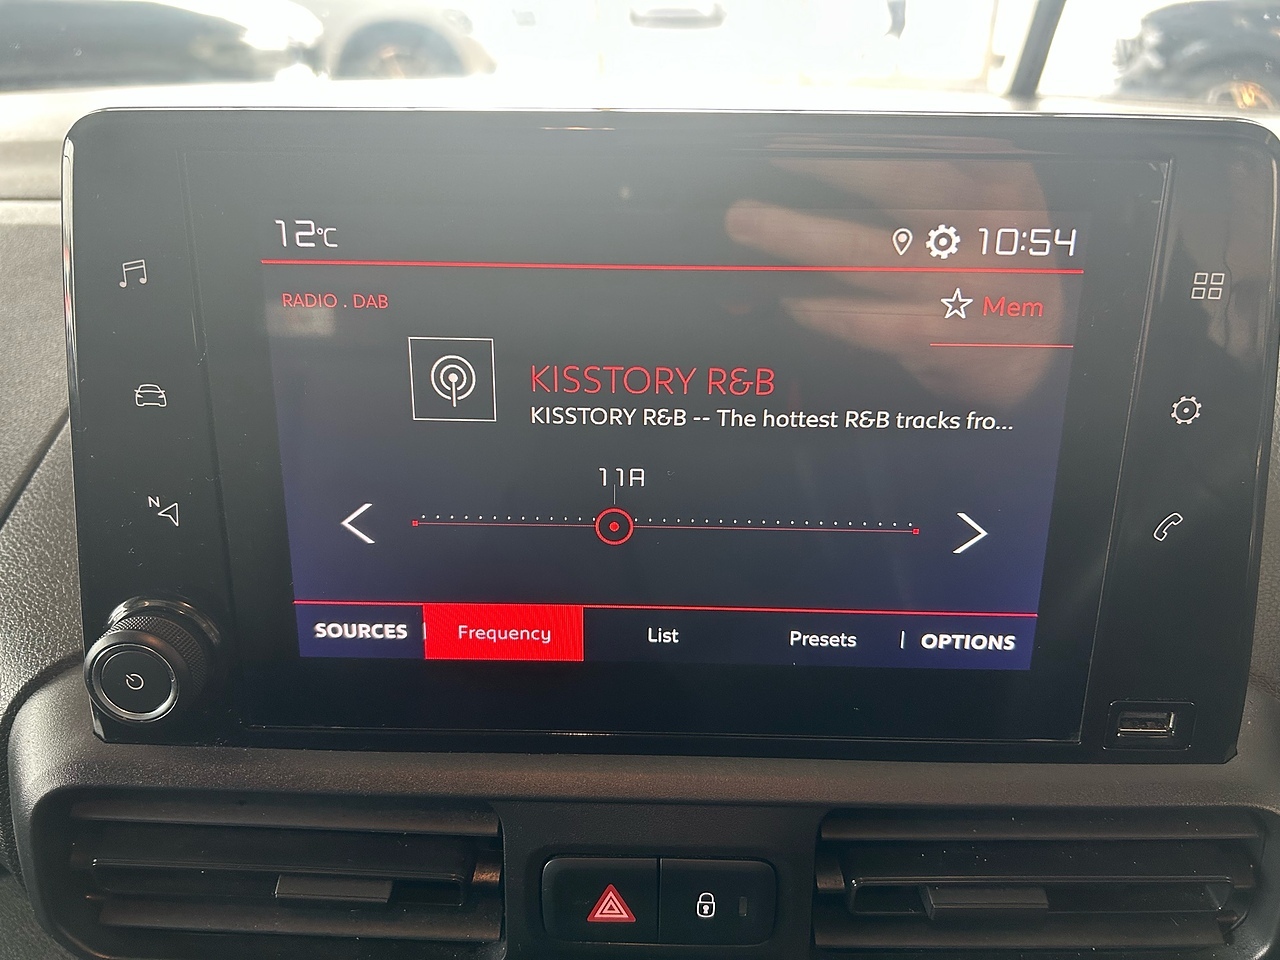 12°C
10:54
RADIO . DAB
Mem
KISSTORY R&B
KISSTORY R&B -- The hottest R&B tracks fro...
11A
N
SOURCES
Frequency
List
Presets
OPTIONS